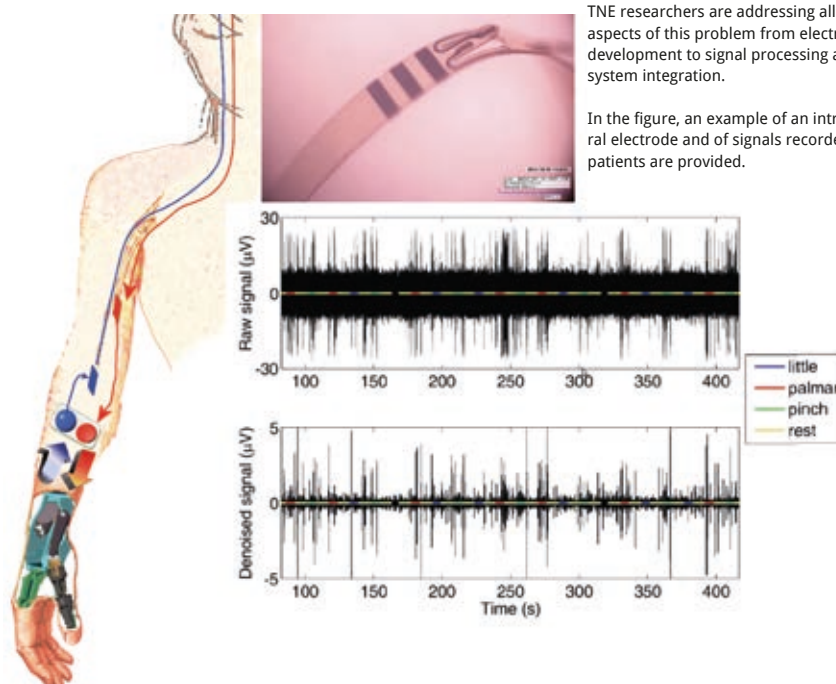 TNE researchers are addressing all
aspects of this problem from electr
development to signal processing a
system integration.
In the figure, an example of an intr
ral electrode and of signals recorde
patients are provided.
Raw signal (µV)
30
0
-30
100 150 200 250 300 350 400
little
palmar
pinch
rest
Denoised signal (µV)
5
0
-5
100 150 200 250 300 350 400
Time (s)